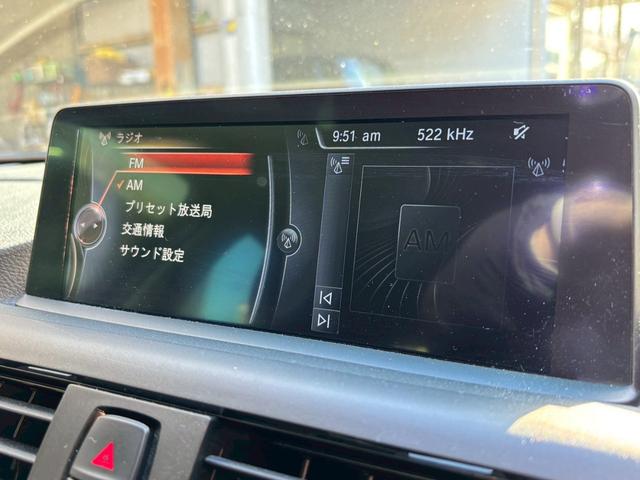 ラジオ
9:51 am 522 kHz
FM
AM
プリセット放送局
交通情報
サウンド設定
AM